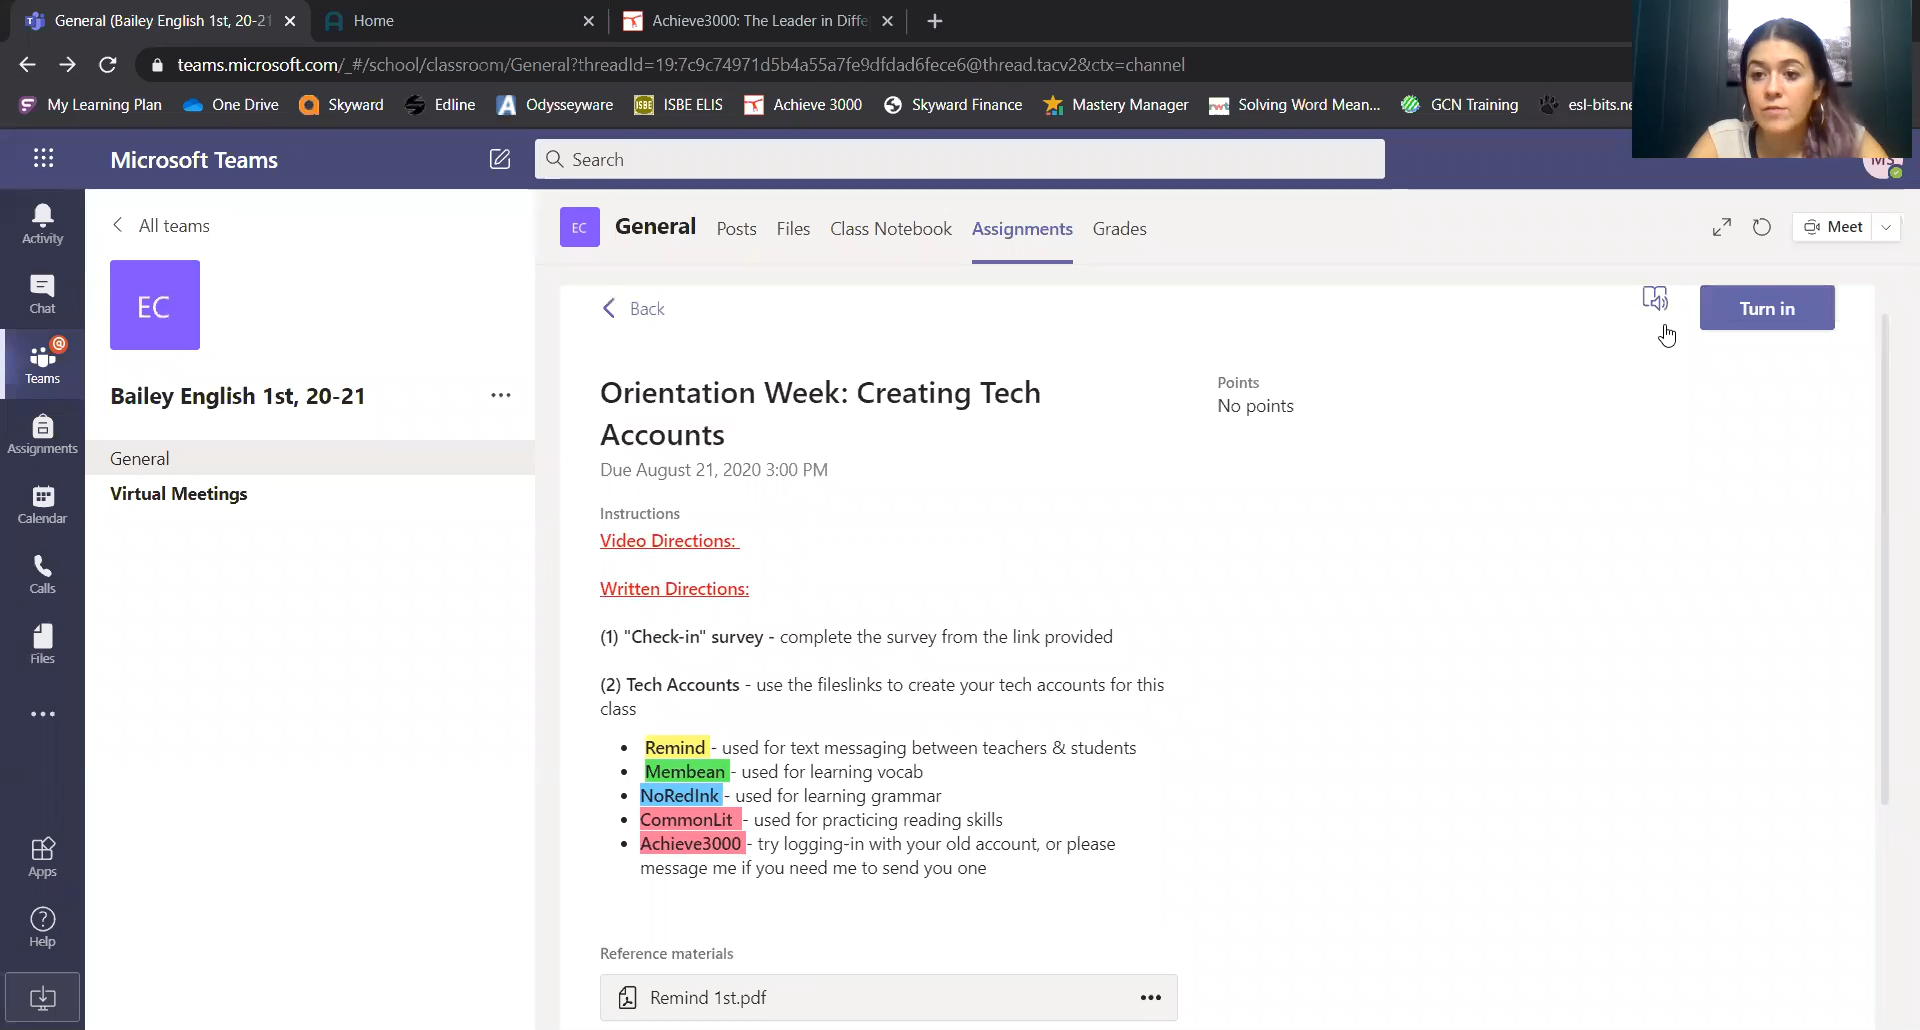 General (Bailey English 1st, 20-21
Home
Achieve3000: The Leader in Diffe
teams.microsoft.com/_#/school/classroom/General?threadId=19:7c9c74971d5b4a55a7fe9dfdad6fece6@thread.tacv2&ctx=channel
My Learning Plan
One Drive
Skyward
Edline
Odysseyware
ISBE ELIS
Achieve 3000
Skyward Finance
Mastery Manager
Solving Word Mean...
GCN Training
esl-bits.ne
Microsoft Teams
Search
MS
Activity
Chat
Teams
Assignments
Calendar
Calls
Files
Apps
Help
All teams
EC
Bailey English 1st, 20-21
General
Virtual Meetings
EC
General
Posts
Files
Class Notebook
Assignments
Grades
Meet
Back
Turn in
Orientation Week: Creating Tech
Accounts
Due August 21, 2020 3:00 PM
Points
No points
Instructions
Video Directions:
Written Directions:
(1) "Check-in" survey - complete the survey from the link provided
(2) Tech Accounts - use the fileslinks to create your tech accounts for this
class
• Remind - used for text messaging between teachers & students
• Membean - used for learning vocab
• NoRedInk - used for learning grammar
• CommonLit - used for practicing reading skills
• Achieve3000 - try logging-in with your old account, or please
message me if you need me to send you one
Reference materials
Remind 1st.pdf